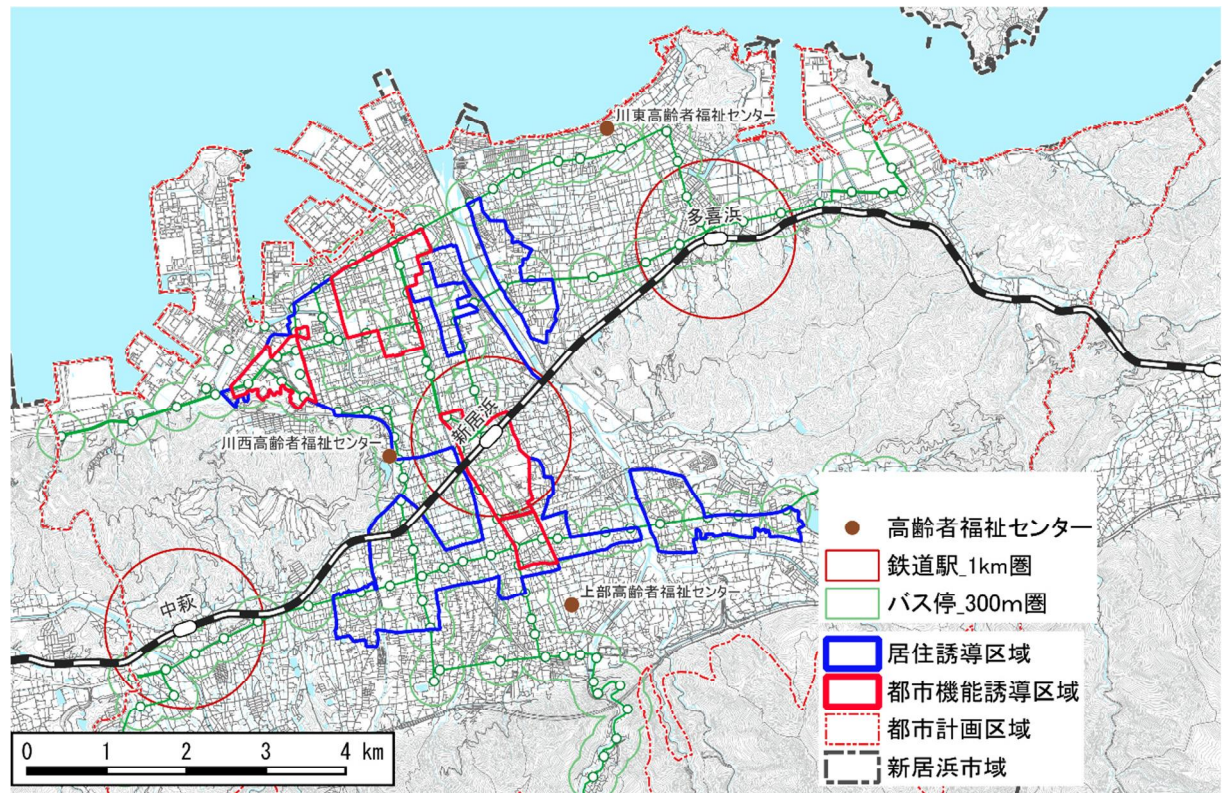 川東高齢者福祉センター
多喜浜
新居浜
川西高齢者福祉センター
上部高齢者福祉センター
中萩
高齢者福祉センター
鉄道駅_1km圏
バス停_300m圏
居住誘導区域
都市機能誘導区域
都市計画区域
新居浜市域
0 1 2 3 4 km